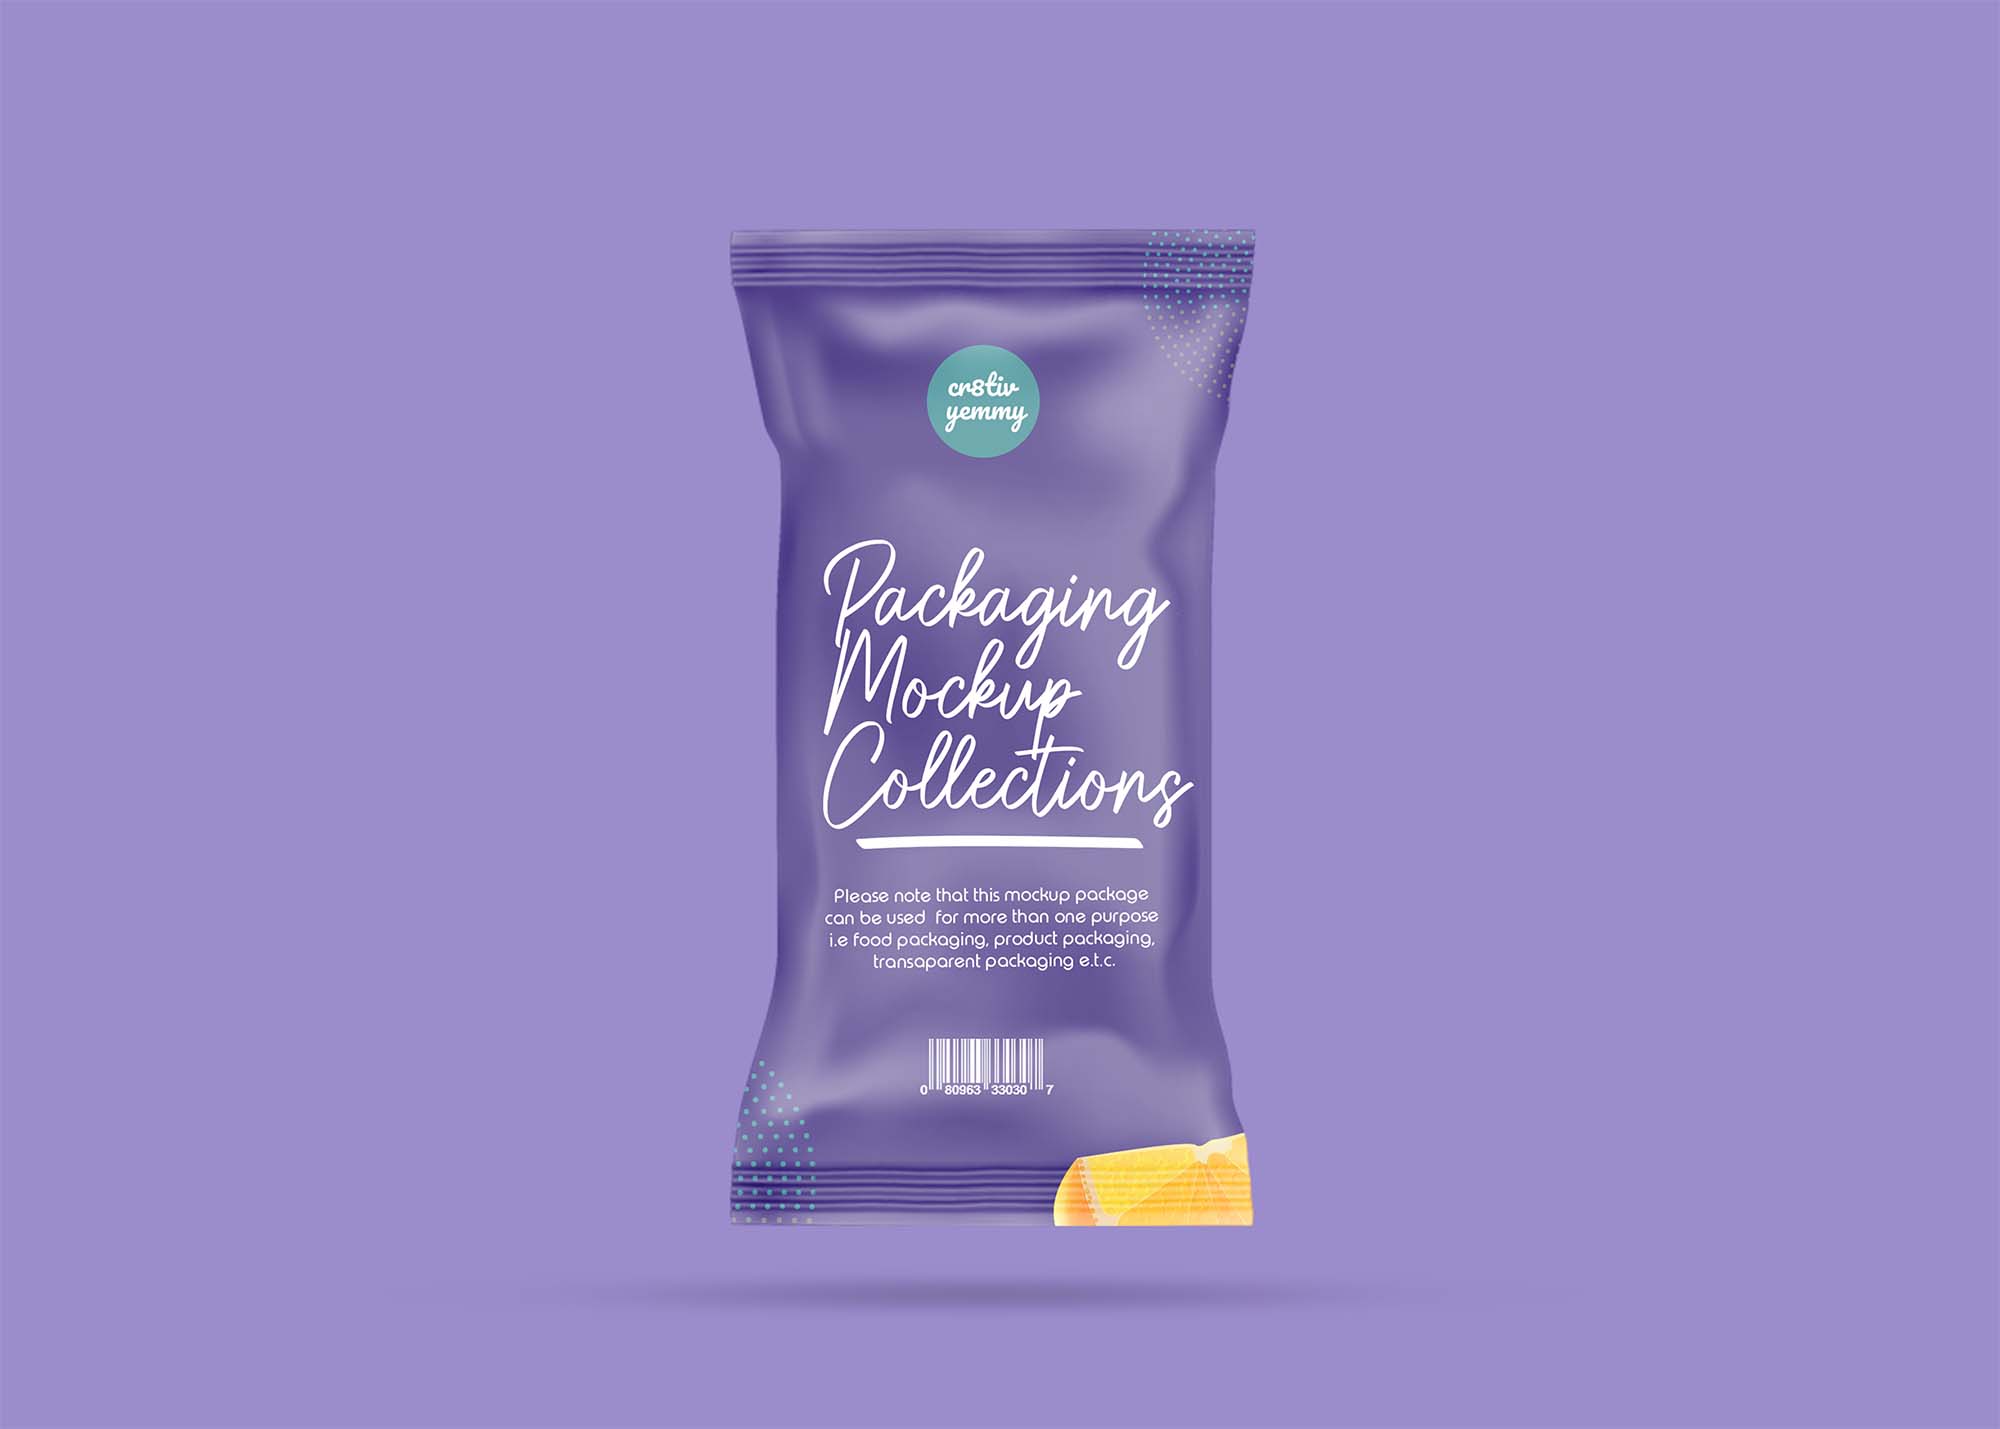 cr8tiv
yemmy
Packaging
Mockup
Collections
Please note that this mockup package
can be used  for more than one purpose
i.e food packaging, product packaging,
transparent packaging e.t.c.
0 80963 33030 7